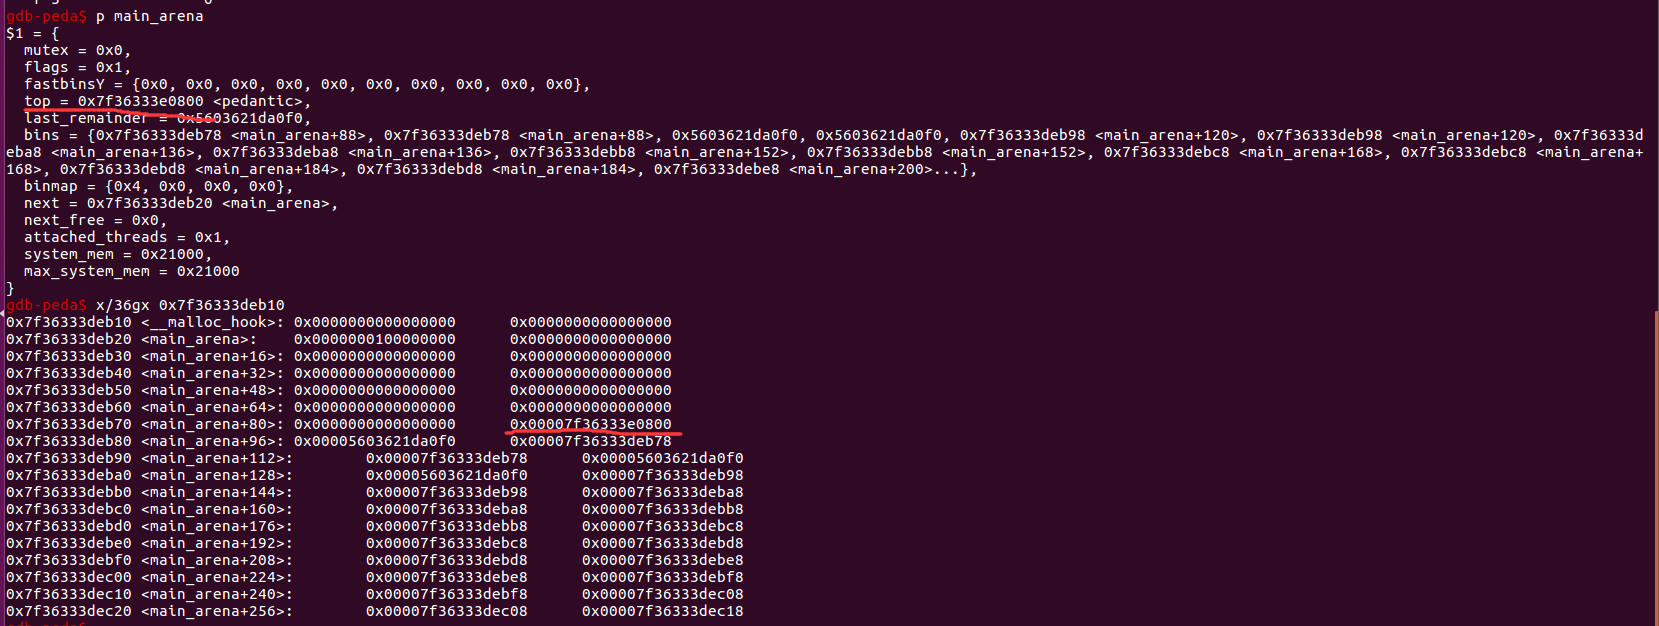 gdb-peda$ p main_arena
$1 = {
  mutex = 0x0,
  flags = 0x1,
  fastbinsY = {0x0, 0x0, 0x0, 0x0, 0x0, 0x0, 0x0, 0x0, 0x0, 0x0},
  top = 0x7f36333e0800 <pedantic>,
  last_remainder = 0x5603621da0f0,
  bins = {0x7f36333deb78 <main_arena+88>, 0x7f36333deb78 <main_arena+88>, 0x5603621da0f0, 0x5603621da0f0, 0x7f36333deb98 <main_arena+120>, 0x7f36333deb98 <main_arena+120>, 0x7f36333d
eba8 <main_arena+136>, 0x7f36333deba8 <main_arena+136>, 0x7f36333debb8 <main_arena+152>, 0x7f36333debb8 <main_arena+152>, 0x7f36333debc8 <main_arena+168>, 0x7f36333debc8 <main_arena+
168>, 0x7f36333debd8 <main_arena+184>, 0x7f36333debd8 <main_arena+184>, 0x7f36333debe8 <main_arena+200>...},
  binmap = {0x4, 0x0, 0x0, 0x0},
  next = 0x7f36333deb20 <main_arena>,
  next_free = 0x0,
  attached_threads = 0x1,
  system_mem = 0x21000,
  max_system_mem = 0x21000
}
gdb-peda$ x/36gx 0x7f36333deb10
0x7f36333deb10 <__malloc_hook>: 0x0000000000000000 0x0000000000000000
0x7f36333deb20 <main_arena>: 0x0000000100000000 0x0000000000000000
0x7f36333deb30 <main_arena+16>: 0x0000000000000000 0x0000000000000000
0x7f36333deb40 <main_arena+32>: 0x0000000000000000 0x0000000000000000
0x7f36333deb50 <main_arena+48>: 0x0000000000000000 0x0000000000000000
0x7f36333deb60 <main_arena+64>: 0x0000000000000000 0x0000000000000000
0x7f36333deb70 <main_arena+80>: 0x0000000000000000 0x00007f36333e0800
0x7f36333deb80 <main_arena+96>: 0x00005603621da0f0 0x00007f36333deb78
0x7f36333deb90 <main_arena+112>: 0x00007f36333deb78 0x00005603621da0f0
0x7f36333deba0 <main_arena+128>: 0x00005603621da0f0 0x00007f36333deb98
0x7f36333debb0 <main_arena+144>: 0x00007f36333deb98 0x00007f36333deba8
0x7f36333debc0 <main_arena+160>: 0x00007f36333deba8 0x00007f36333debb8
0x7f36333debd0 <main_arena+176>: 0x00007f36333debb8 0x00007f36333debc8
0x7f36333debe0 <main_arena+192>: 0x00007f36333debc8 0x00007f36333debd8
0x7f36333debf0 <main_arena+208>: 0x00007f36333debd8 0x00007f36333debe8
0x7f36333dec00 <main_arena+224>: 0x00007f36333debe8 0x00007f36333debf8
0x7f36333dec10 <main_arena+240>: 0x00007f36333debf8 0x00007f36333dec08
0x7f36333dec20 <main_arena+256>: 0x00007f36333dec08 0x00007f36333dec18
gdb-peda$